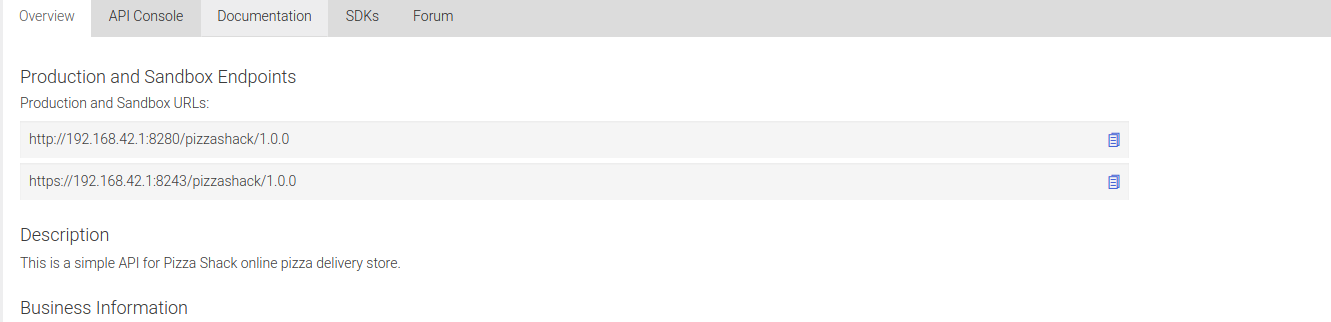 Overview API Console Documentation SDKs Forum
Production and Sandbox Endpoints
Production and Sandbox URLs:
http://192.168.42.1:8280/pizzashack/1.0.0
https://192.168.42.1:8243/pizzashack/1.0.0
Description
This is a simple API for Pizza Shack online pizza delivery store.
Business Information